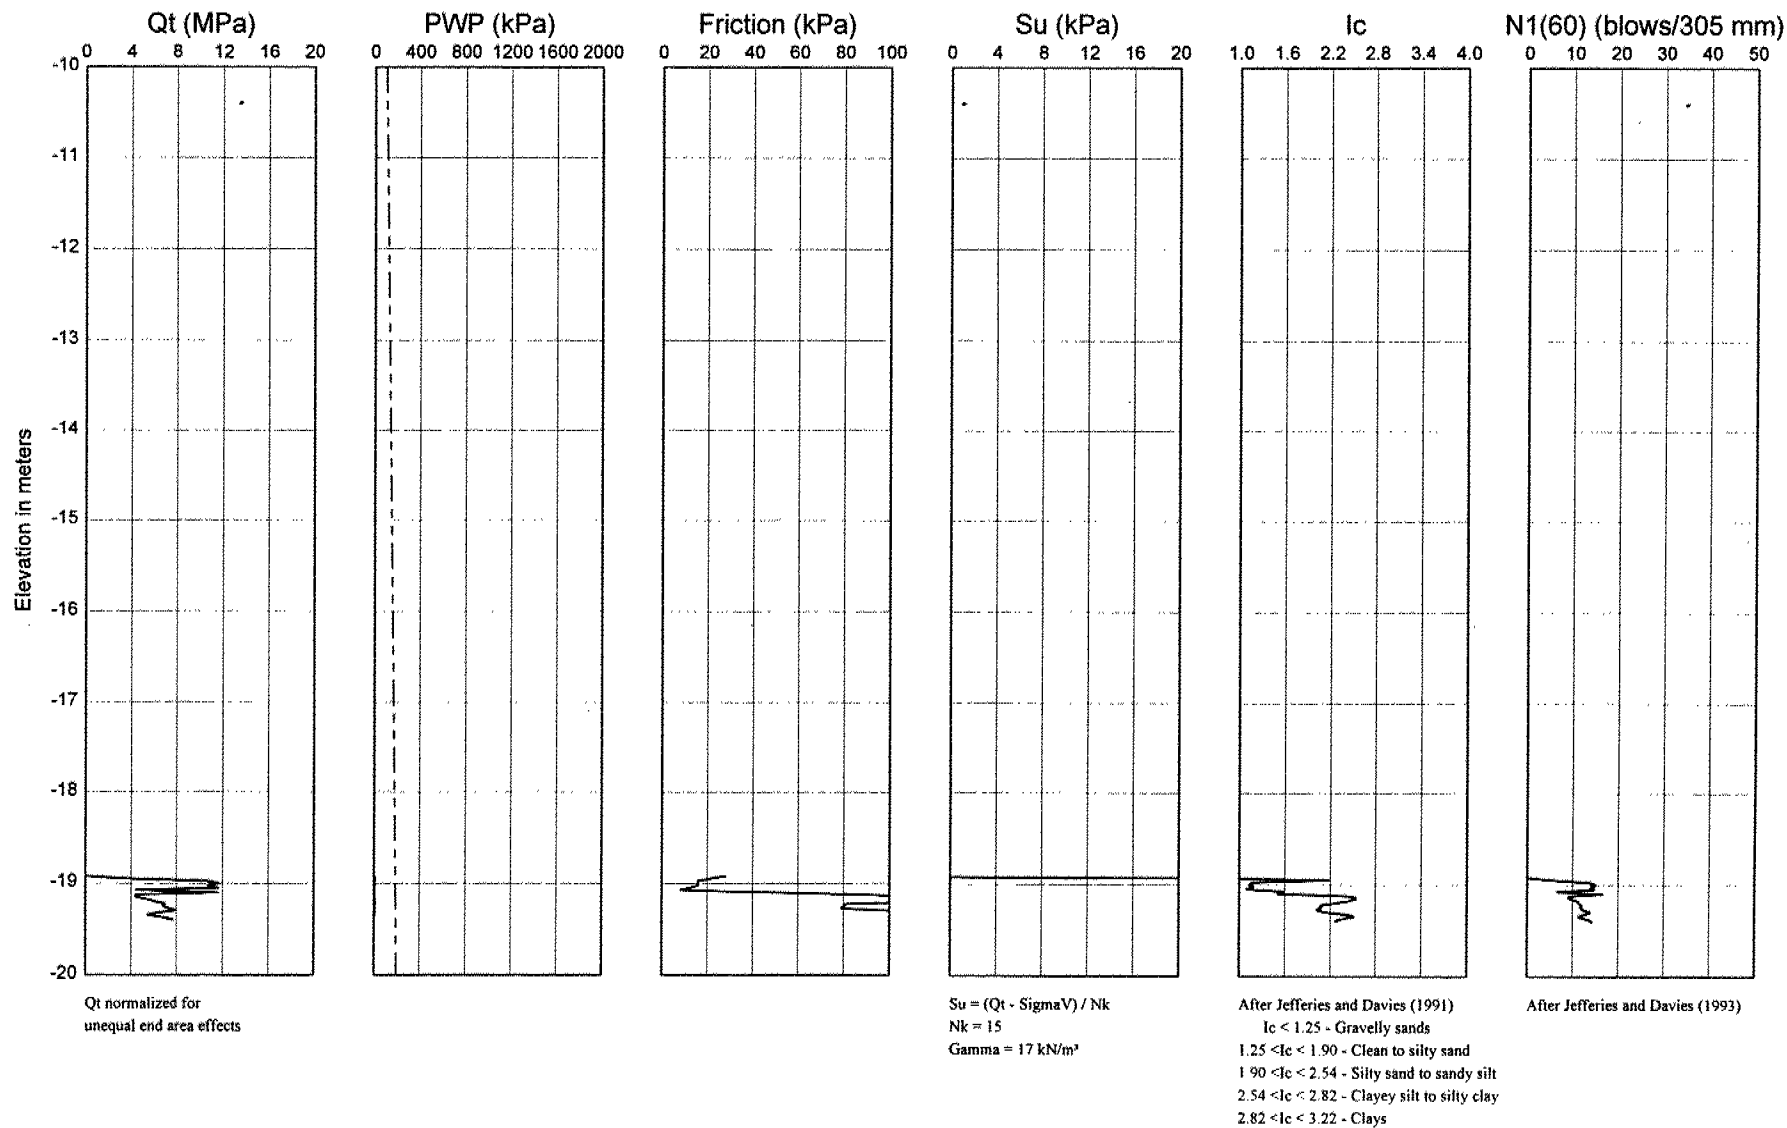 Qt (MPa) PWP (kPa) Friction (kPa) Su (kPa) Ic N1(60) (blows/305 mm)
0 4 8 12 16 20 0 400 800 1200 1600 2000 0 20 40 60 80 100 0 4 8 12 16 20 1.0 1.6 2.2 2.8 3.4 4.0 0 10 20 30 40 50
-10
-11
-12
-13
-14
-15
-16
-17
-18
-19
-20
Elevation in meters
Qt normalized for
unequal end area effects
Su = (Qt - SigmaV) / Nk
Nk = 15
Gamma = 17 kN/m³
After Jefferies and Davies (1991)
Ic < 1.25 - Gravelly sands
1.25 <Ic < 1.90 - Clean to silty sand
1 90 <Ic < 2.54 - Silty sand to sandy silt
2.54 <Ic < 2.82 - Clayey silt to silty clay
2.82 <Ic < 3.22 - Clays
After Jefferies and Davies (1993)